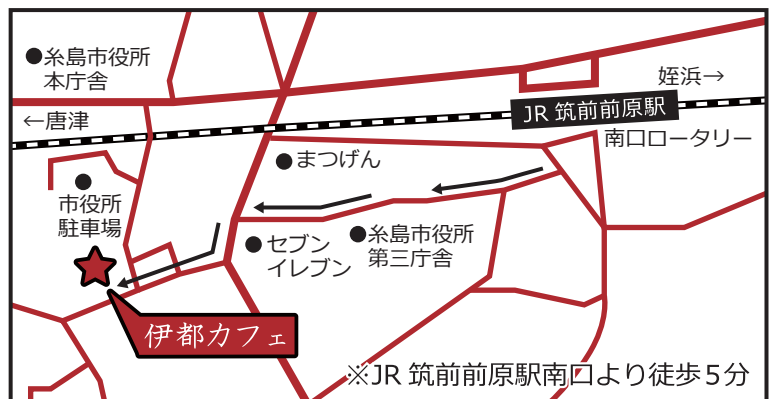 ●糸島市役所
本庁舎
姪浜→
←唐津
JR 筑前前原駅
南口ロータリー
●まつげん
●
市役所
駐車場
●セブン
イレブン
●糸島市役所
第三庁舎
伊都カフェ
※JR 筑前前原駅南口より徒歩5分